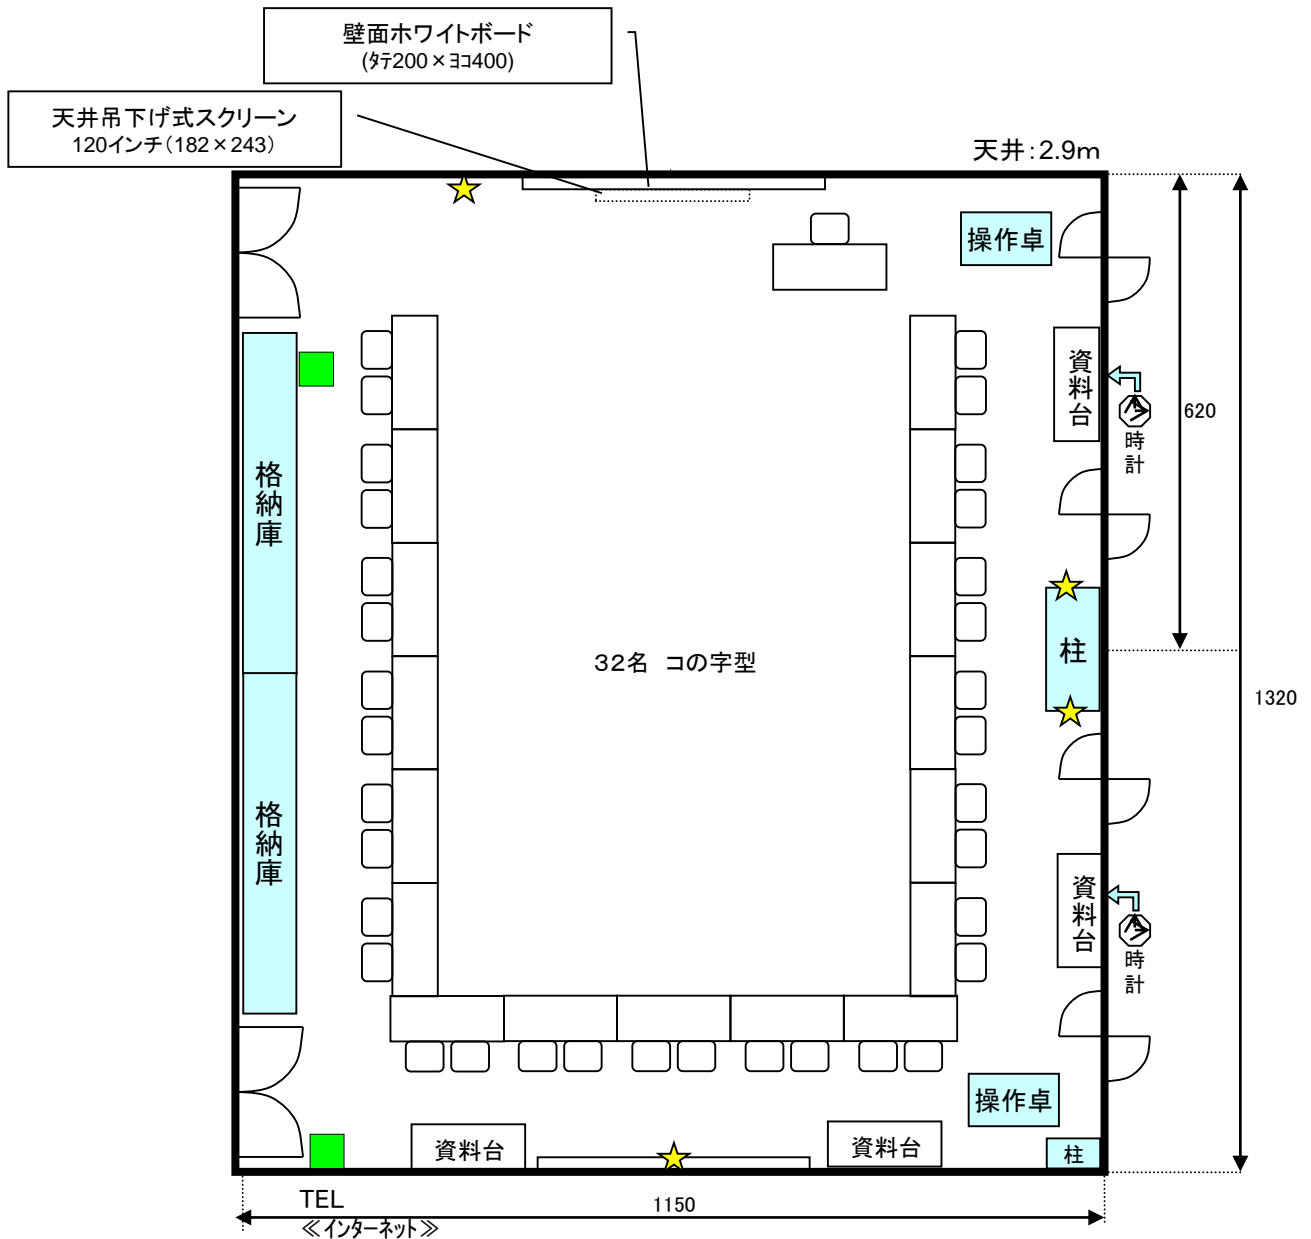 壁面ホワイトボード
(ﾀﾃ200×ﾖｺ400)
天井吊下げ式スクリーン
120インチ（182×243）
天井：2.9m
操作卓
資料台
時計
620
格納庫
柱
32名　コの字型
1320
格納庫
資料台
時計
操作卓
資料台
資料台
柱
TEL
≪ｲﾝﾀｰﾈｯﾄ≫
1150